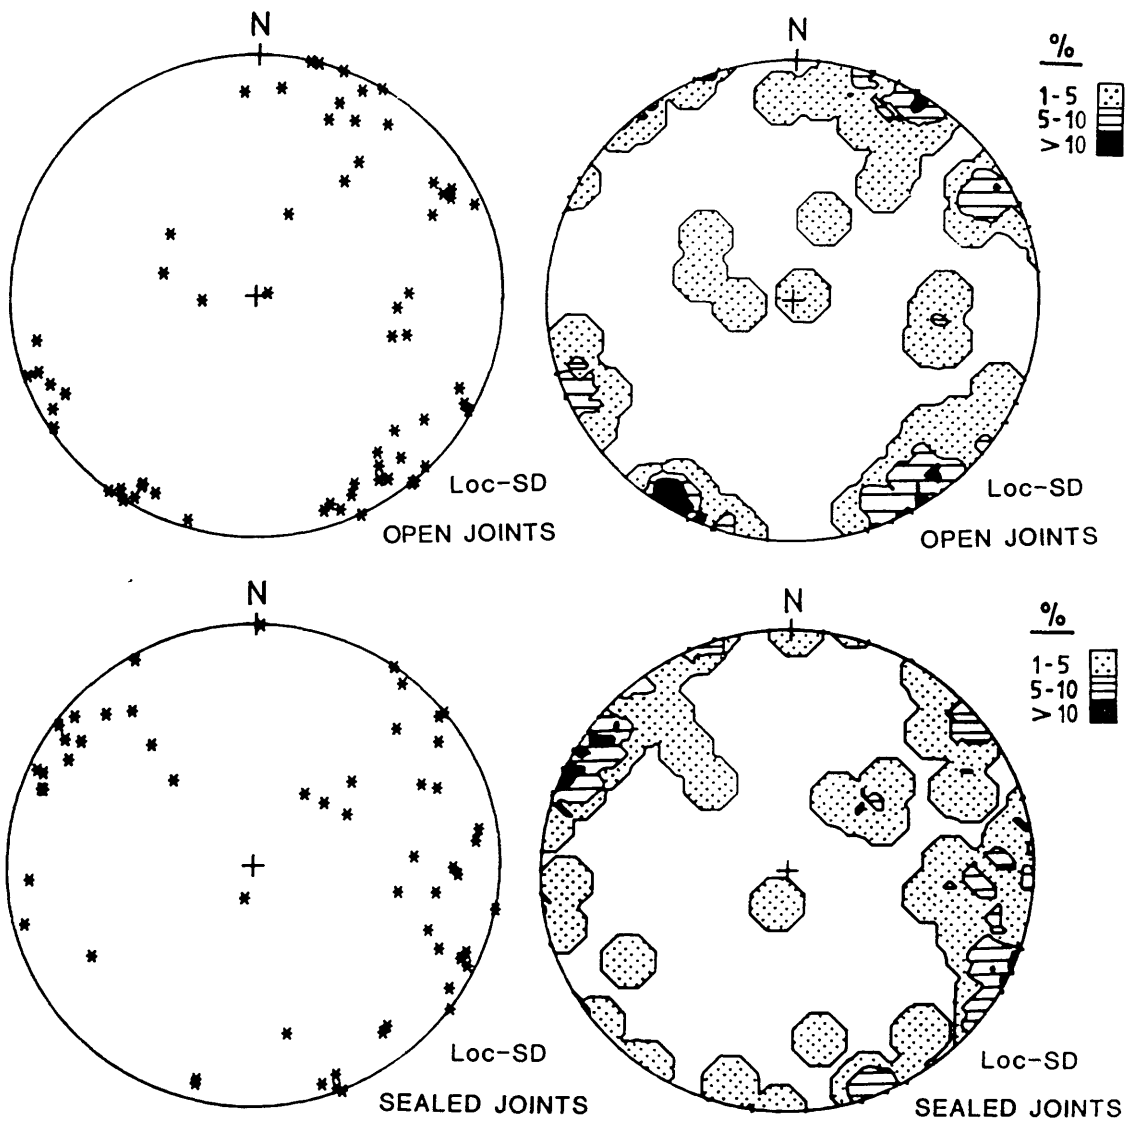 N
Loc-SD
OPEN JOINTS
N
%
1-5
5-10
>10
Loc-SD
OPEN JOINTS
N
Loc-SD
SEALED JOINTS
N
%
1-5
5-10
>10
Loc-SD
SEALED JOINTS